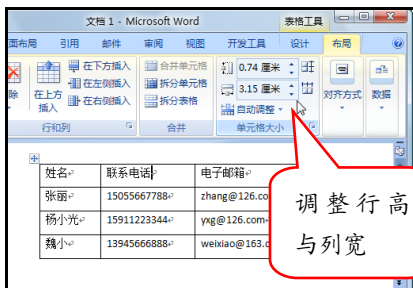 文档 1 - Microsoft Word
表格工具
面布局 引用 邮件 审阅 视图 开发工具 设计 布局
除
在上方
插入
在下方插入
在左侧插入
在右侧插入
合并单元格
拆分单元格
拆分表格
0.74 厘米
3.15 厘米
自动调整
对齐方式
数据
行和列
合并
单元格大小
姓名 联系电话 电子邮箱
张丽 15055667788 zhang@126.co
杨小光 15911223344 yxg@126.com
魏小 13945666888 weixiao@163.c
调整行高
与列宽